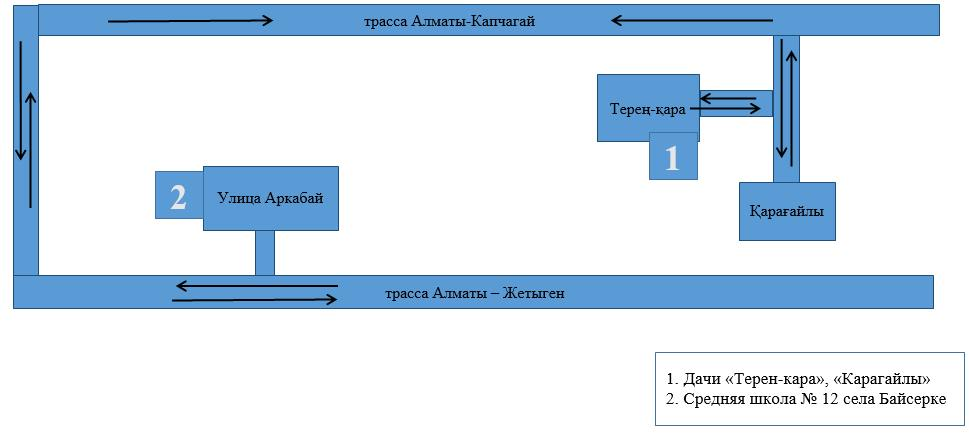 трасса Алматы-Капчагай
Терең-қара
1
2
Улица Аркабай
Қарағайлы
трасса Алматы – Жетыген
1. Дачи «Терен-кара», «Карагайлы»
2. Средняя школа № 12 села Байсерке